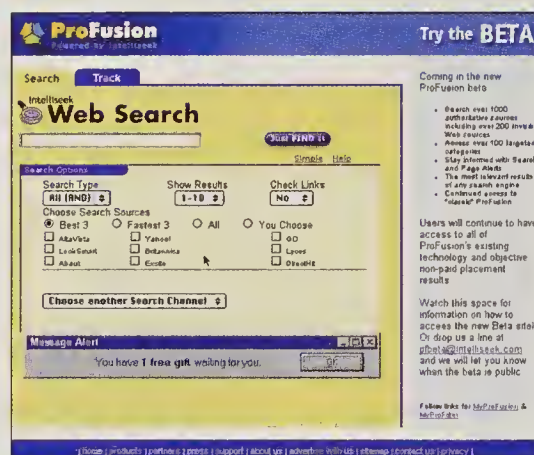 ProFusion
Powered by Intelliseek
Try the BETA
Search
Track
Intelliseek
Web Search
Just FIND it
Simple Help
Search Options
Search Type
Show Results
Check Links
All (AND)
1-10
No
Choose Search Sources
Best 3
Fastest 3
All
You Choose
AltaVista
Yahoo!
GO
LookSmart
Britannica
Lycos
About
Excite
DirectHit
Choose another Search Channel
Message Alert
You have 1 free gift waiting for you.
Coming in the new
ProFusion beta
Search over 1000
authoritative sources
including over 200
Web sources
Access over 100 targeted
categories
Stay informed with Search
and Page Alerts
The most relevant results
of any search engine
Continued access to
"classic" ProFusion
Users will continue to have
access to all of
ProFusion's existing
technology and objective
non-paid placement
results
Watch this space for
information on how to
access the new Beta
Or drop us a line at
pfbeta@intelliseek.com
and we will let you know
when the beta is public
Follow links for MyProFusion &
| home | products | partners | press | support | about us | advertise with us | sitemap | contact us | privacy |